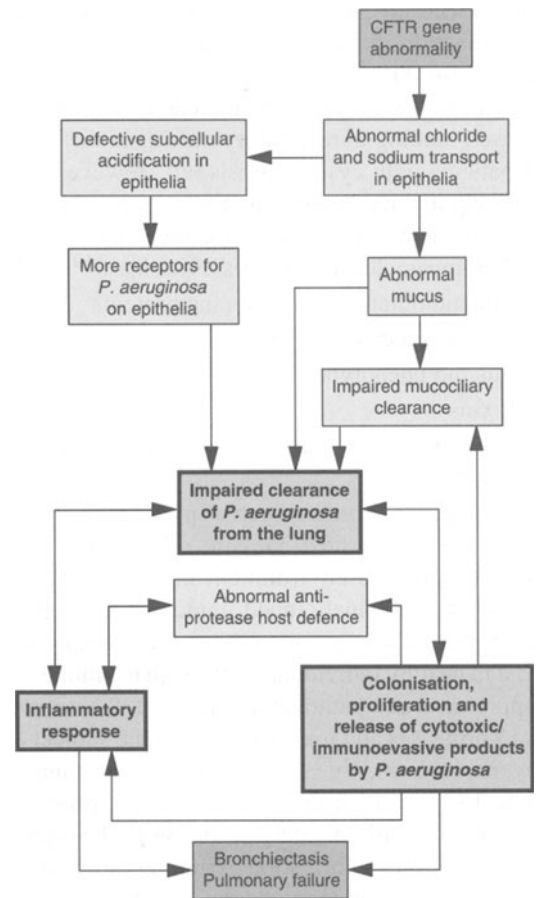 CFTR gene
abnormality
Defective subcellular
acidification in
epithelia
Abnormal chloride
and sodium transport
in epithelia
More receptors for
P. aeruginosa
on epithelia
Abnormal
mucus
Impaired mucociliary
clearance
Impaired clearance
of P. aeruginosa
from the lung
Abnormal anti-
protease host defence
Inflammatory
response
Colonisation,
proliferation and
release of cytotoxic/
immunoevasive products
by P. aeruginosa
Bronchiectasis
Pulmonary failure